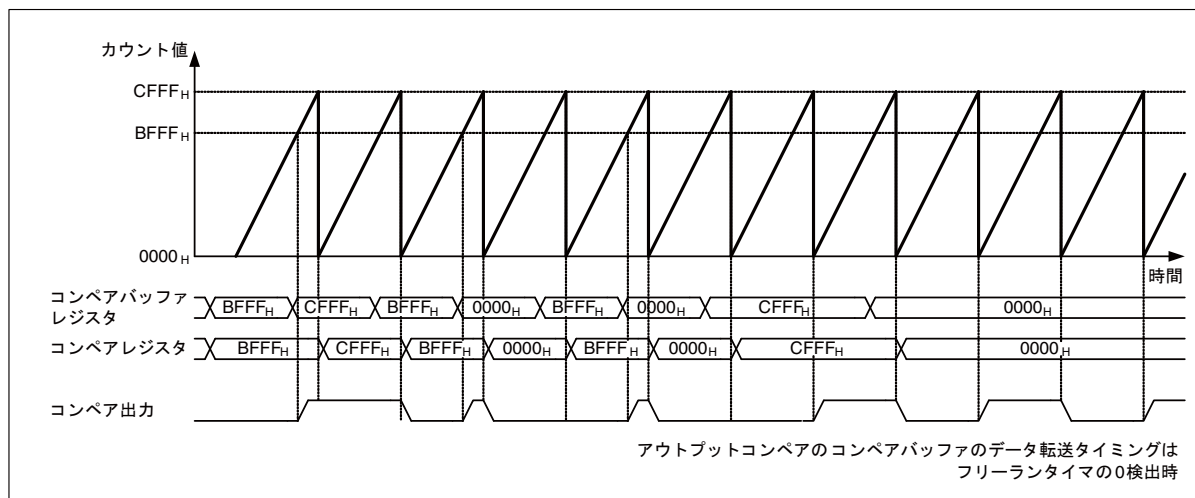 カウント値
CFFFH
BFFFH
0000H
時間
コンペアバッファ
レジスタ
BFFFH CFFFH BFFFH 0000H BFFFH 0000H CFFFH 0000H
コンペアレジスタ
BFFFH CFFFH BFFFH 0000H BFFFH 0000H CFFFH 0000H
コンペア出力
アウトプットコンペアのコンペアバッファのデータ転送タイミングは
フリーランタイマの0検出時